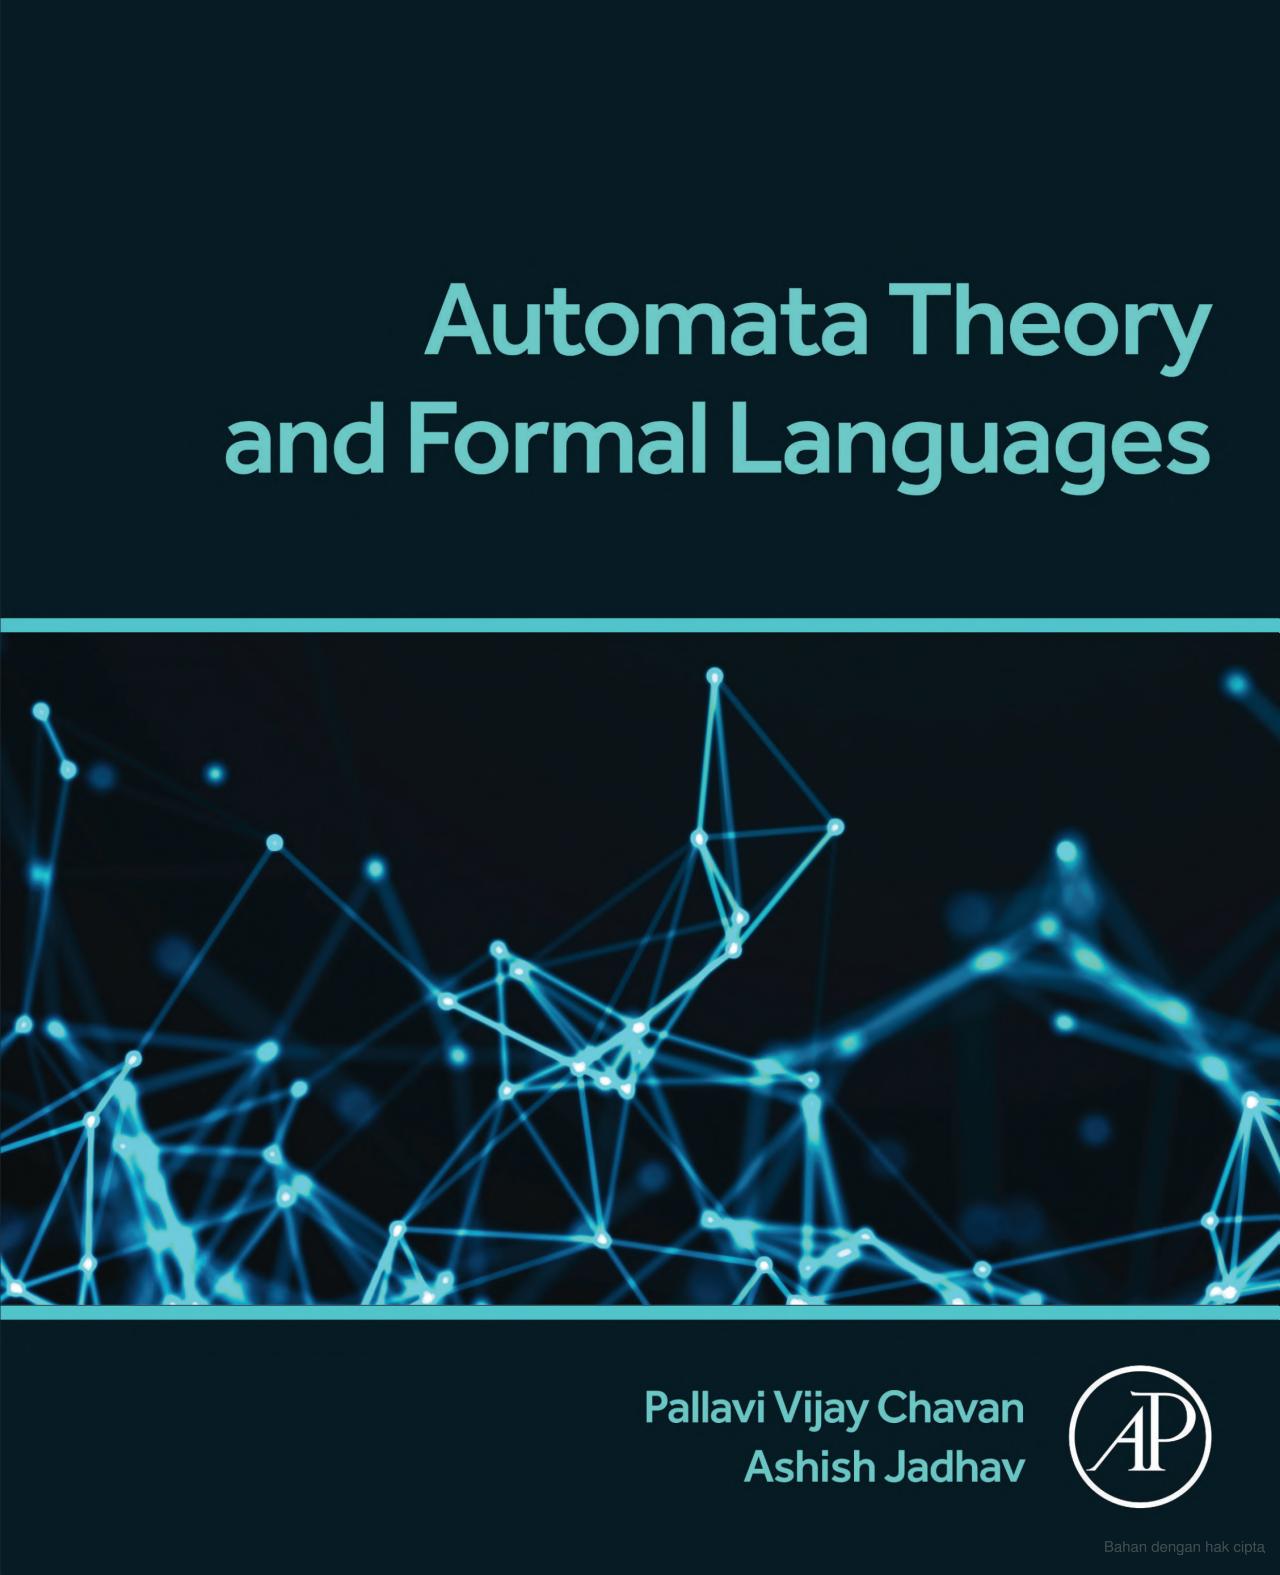 Automata Theory
and Formal Languages
Pallavi Vijay Chavan
Ashish Jadhav
AP
Bahan dengan hak cipta